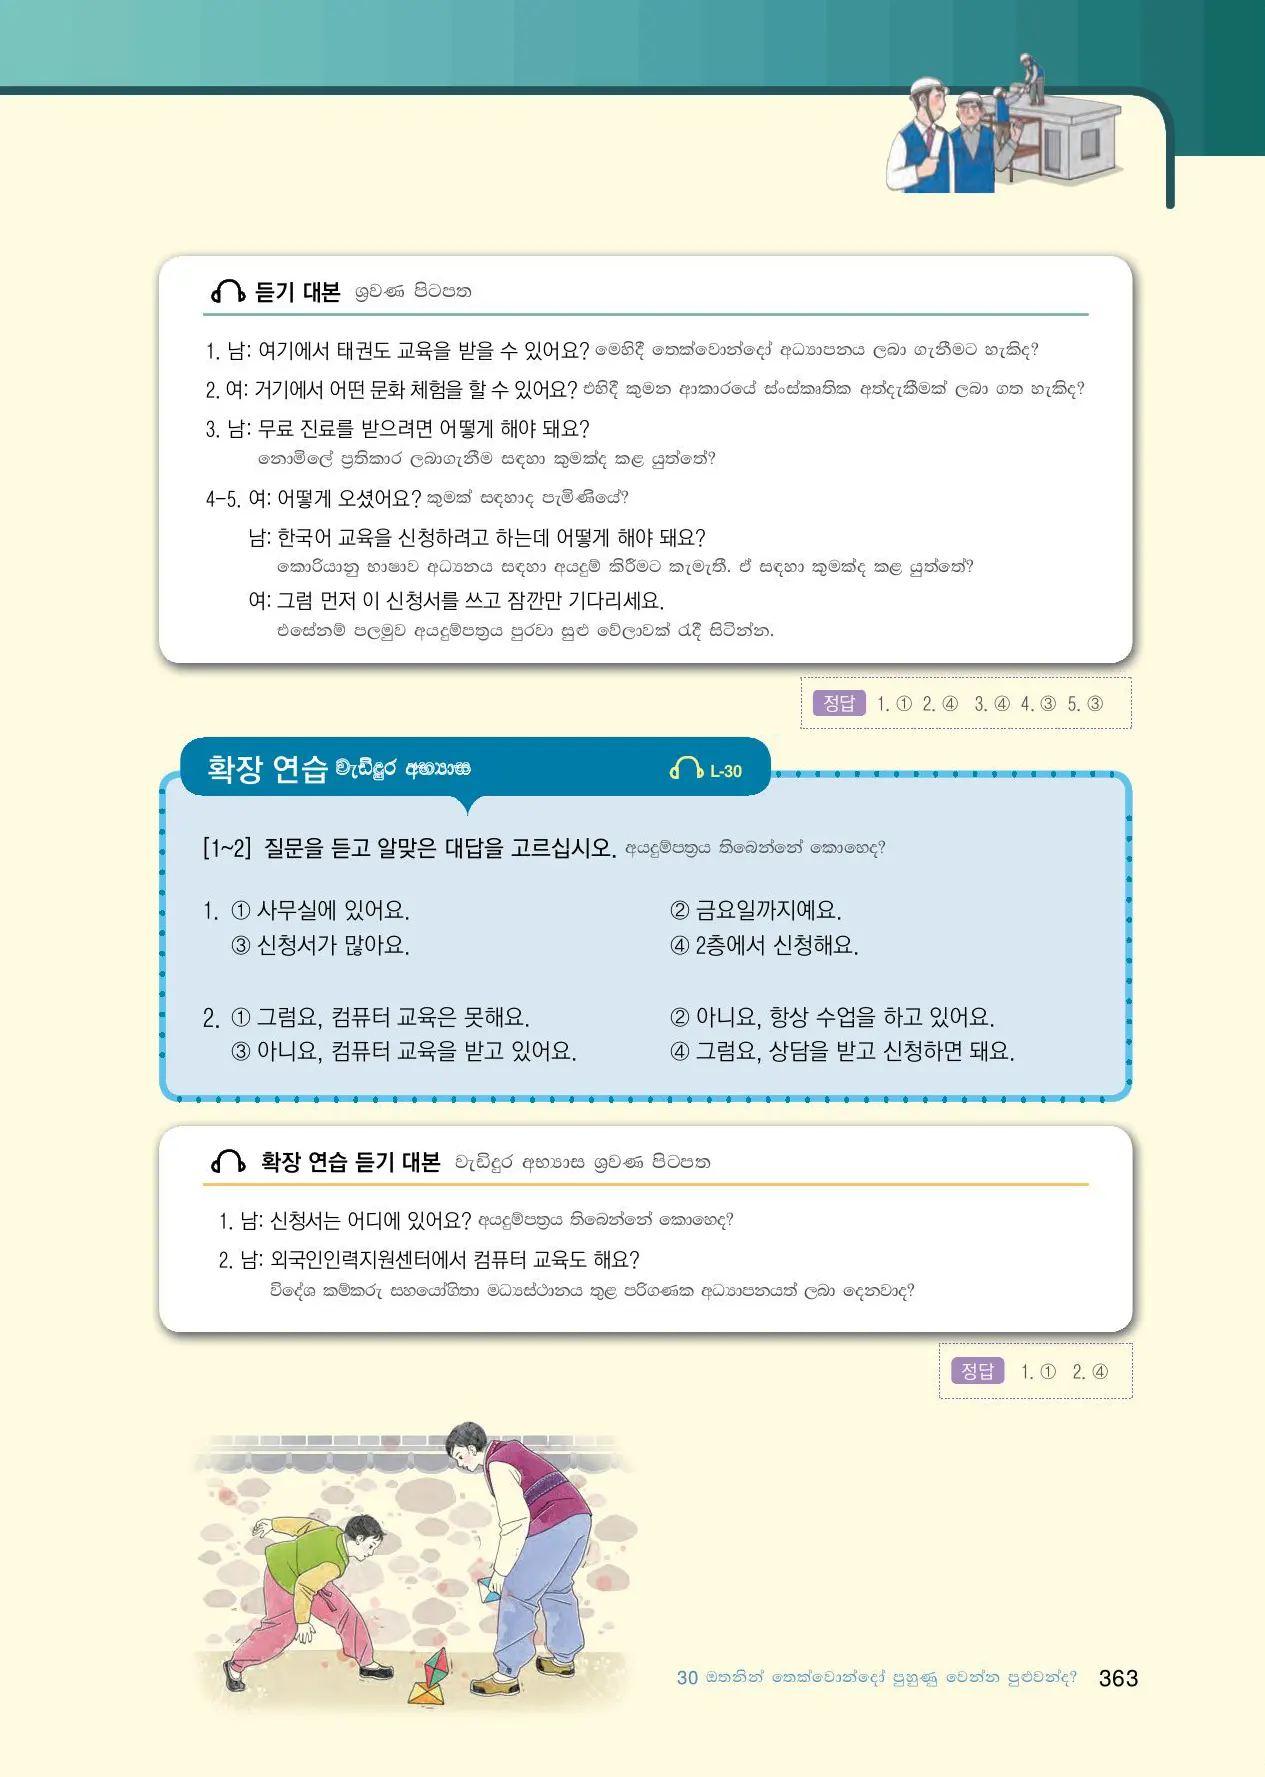 듣기 대본 ශ්‍රවණ පිටපත
1. 남: 여기에서 태권도 교육을 받을 수 있어요? මෙහිදී තෙක්වොන්දෝ අධ්‍යාපනය ලබා ගැනීමට හැකිද?
2. 여: 거기에서 어떤 문화 체험을 할 수 있어요? එහිදී කුමන ආකාරයේ සංස්කෘතික අත්දැකීමක් ලබා ගත හැකිද?
3. 남: 무료 진료를 받으려면 어떻게 해야 돼요?
නොමිලේ ප්‍රතිකාර ලබාගැනීම සඳහා කුමක්ද කළ යුත්තේ?
4-5. 여: 어떻게 오셨어요? කුමක් සඳහාද පැමිණියේ?
남: 한국어 교육을 신청하려고 하는데 어떻게 해야 돼요?
කොරියානු භාෂාව අධ්‍යනය සඳහා අයදුම් කිරීමට කැමැතී. ඒ සඳහා කුමක්ද කළ යුත්තේ?
여: 그럼 먼저 이 신청서를 쓰고 잠깐만 기다리세요.
එසේනම් පලමුව අයදුම්පත්‍රය පුරවා සුළු වේලාවක් රැදී සිටින්න.
정답 1. ① 2. ④ 3. ④ 4. ③ 5. ③
확장 연습 වැඩිදුර අභ්‍යාස L-30
[1~2] 질문을 듣고 알맞은 대답을 고르십시오. අයදුම්පත්‍රය තිබෙන්නේ කොහෙද?
1. ① 사무실에 있어요. ② 금요일까지예요.
③ 신청서가 많아요. ④ 2층에서 신청해요.
2. ① 그럼요, 컴퓨터 교육은 못해요. ② 아니요, 항상 수업을 하고 있어요.
③ 아니요, 컴퓨터 교육을 받고 있어요. ④ 그럼요, 상담을 받고 신청하면 돼요.
확장 연습 듣기 대본 වැඩිදුර අභ්‍යාස ශ්‍රවණ පිටපත
1. 남: 신청서는 어디에 있어요? අයදුම්පත්‍රය තිබෙන්නේ කොහෙද?
2. 남: 외국인인력지원센터에서 컴퓨터 교육도 해요?
විදේශ කම්කරු සහයෝගිතා මධ්‍යස්ථානය තුළ පරිගණක අධ්‍යාපනයත් ලබා දෙනවාද?
정답 1. ① 2. ④
30 ඔතනින් තෙක්වොන්දෝ පුහුණු වෙන්න පුළුවන්ද? 363